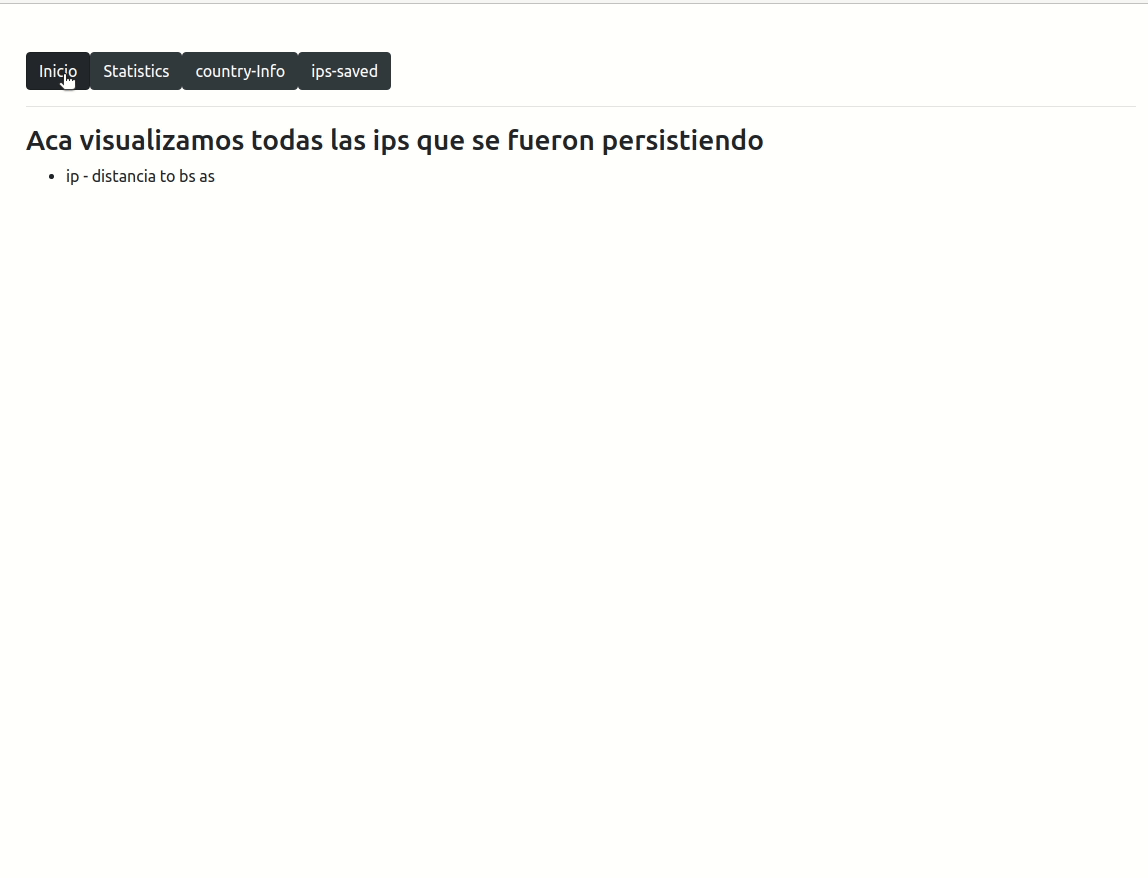 Inicio Statistics country-Info ips-saved
Aca visualizamos todas las ips que se fueron persistiendo
ip - distancia to bs as